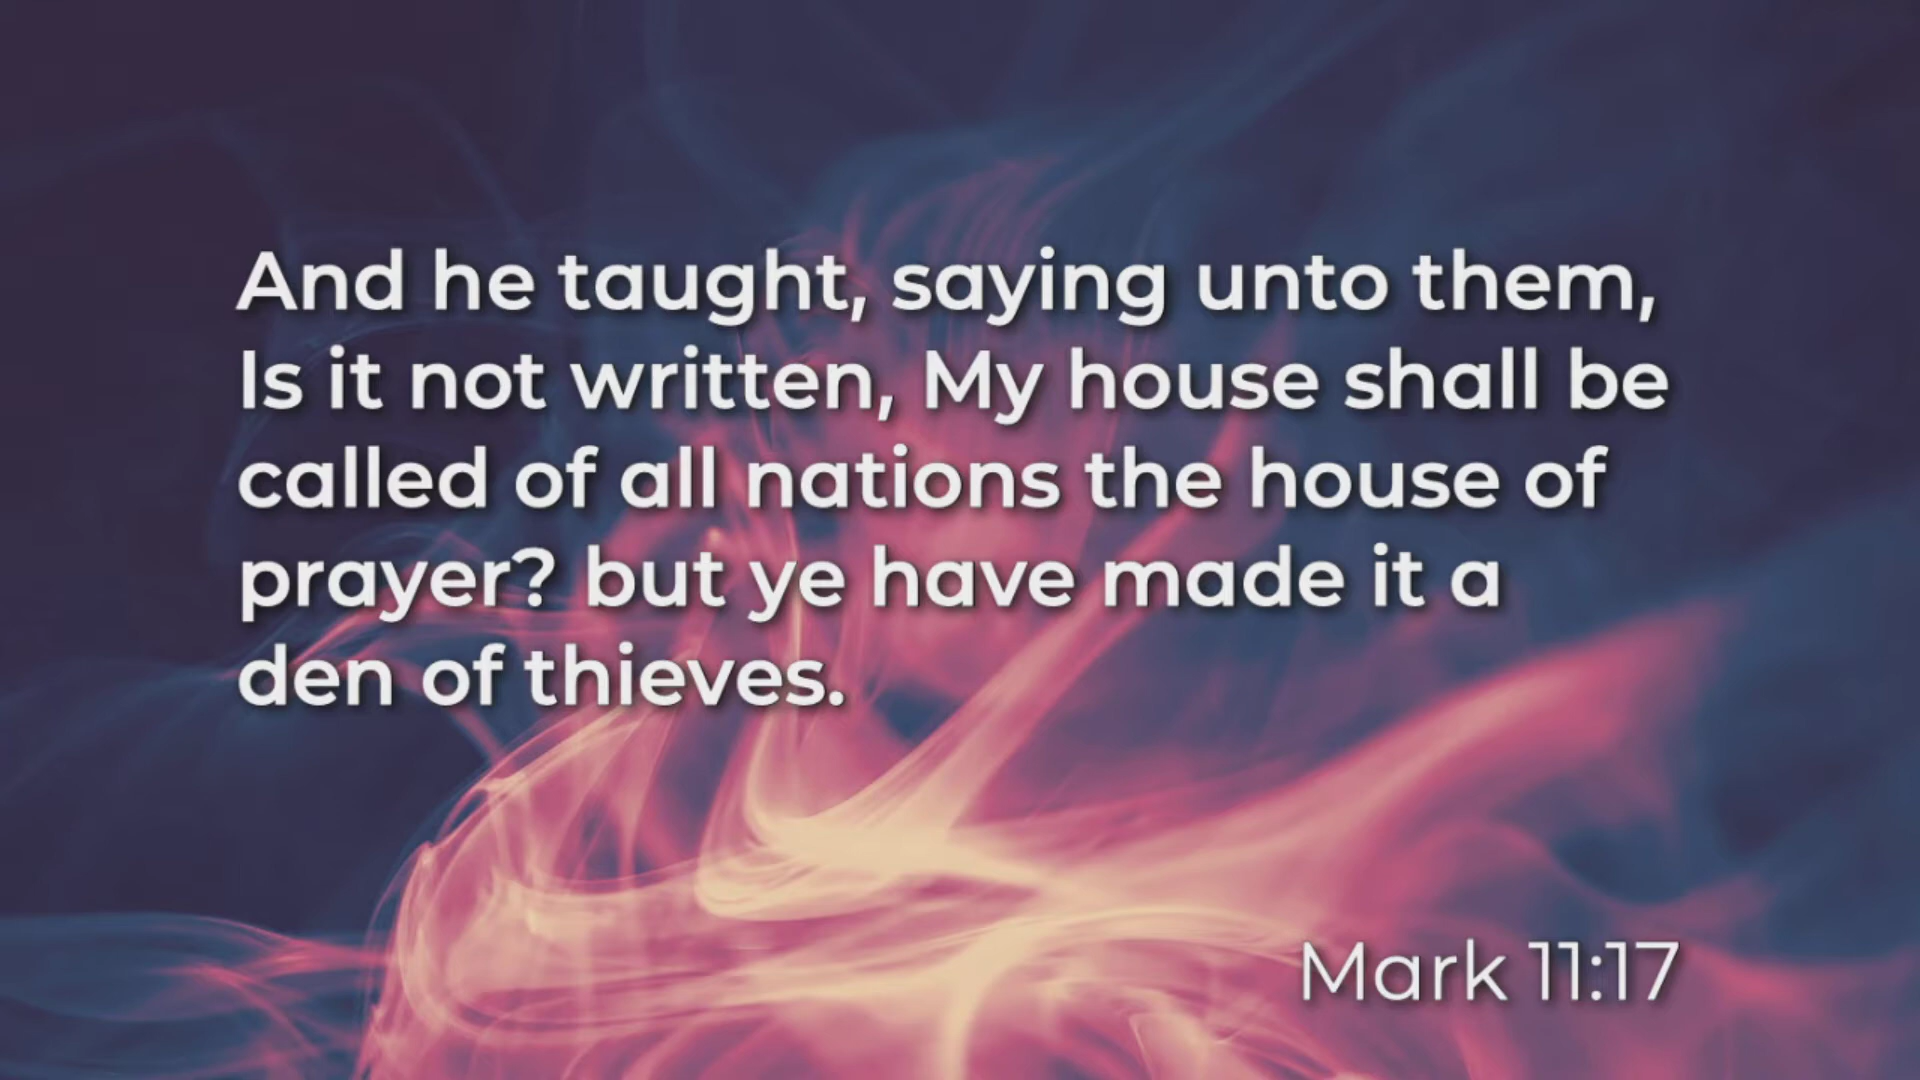 And he taught, saying unto them,
Is it not written, My house shall be
called of all nations the house of
prayer? but ye have made it a
den of thieves.
Mark 11:17